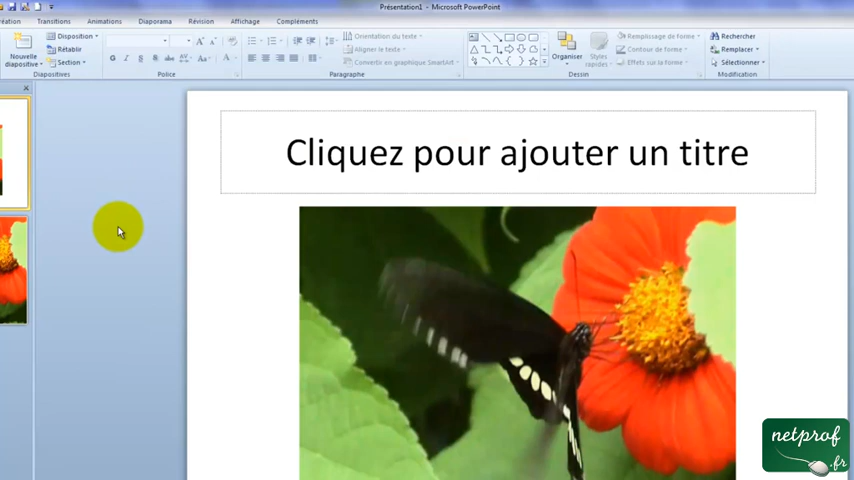 Présentation1 - Microsoft PowerPoint
éation Transitions Animations Diaporama Révision Affichage Compléments
Disposition
Rétablir
Section
Nouvelle
diapositive
Diapositives
G I S S
Aa
A
Police
Orientation du texte
Aligner le texte
Convertir en graphique SmartArt
Paragraphe
Organiser
Styles
rapides
Remplissage de forme
Contour de forme
Effets sur la forme
Dessin
Rechercher
Remplacer
Sélectionner
Modification
Cliquez pour ajouter un titre
netprof
.fr